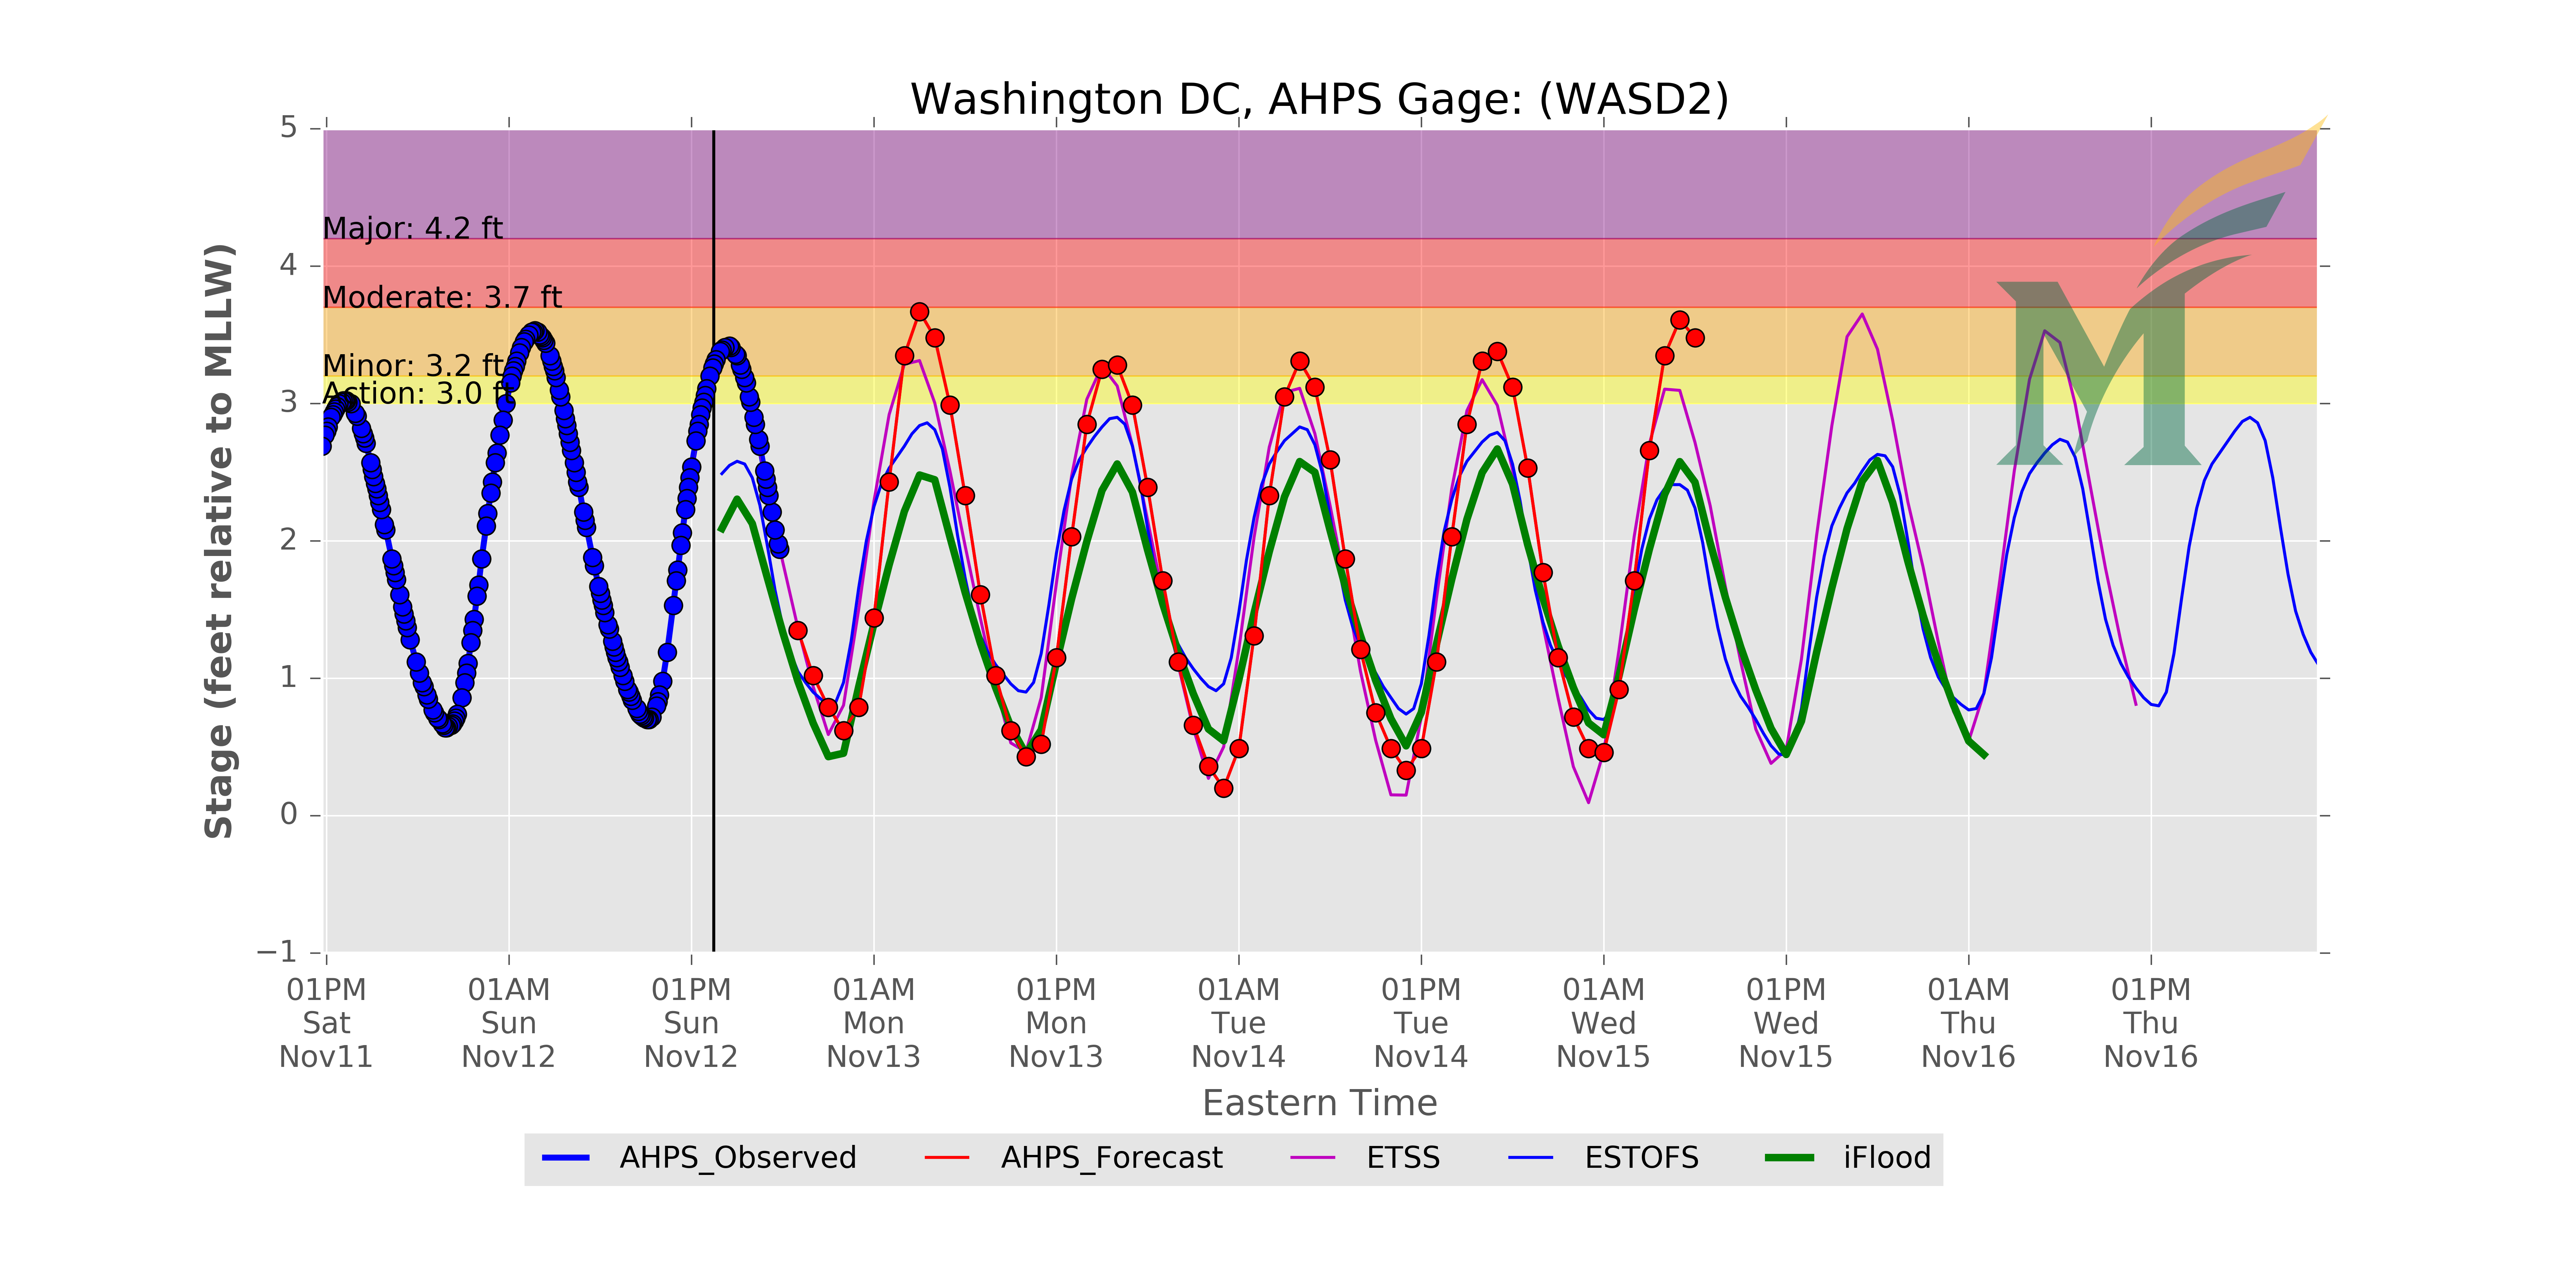 Washington DC, AHPS Gage: (WASD2)
Stage (feet relative to MLLW)
5
4
3
2
1
0
−1
Major: 4.2 ft
Moderate: 3.7 ft
Minor: 3.2 ft
Action: 3.0 ft
01PM 01AM 01PM 01AM 01PM 01AM 01PM 01AM 01PM 01AM 01PM
Sat Sun Sun Mon Mon Tue Tue Wed Wed Thu Thu
Nov11 Nov12 Nov12 Nov13 Nov13 Nov14 Nov14 Nov15 Nov15 Nov16 Nov16
Eastern Time
AHPS_Observed AHPS_Forecast ETSS ESTOFS iFlood